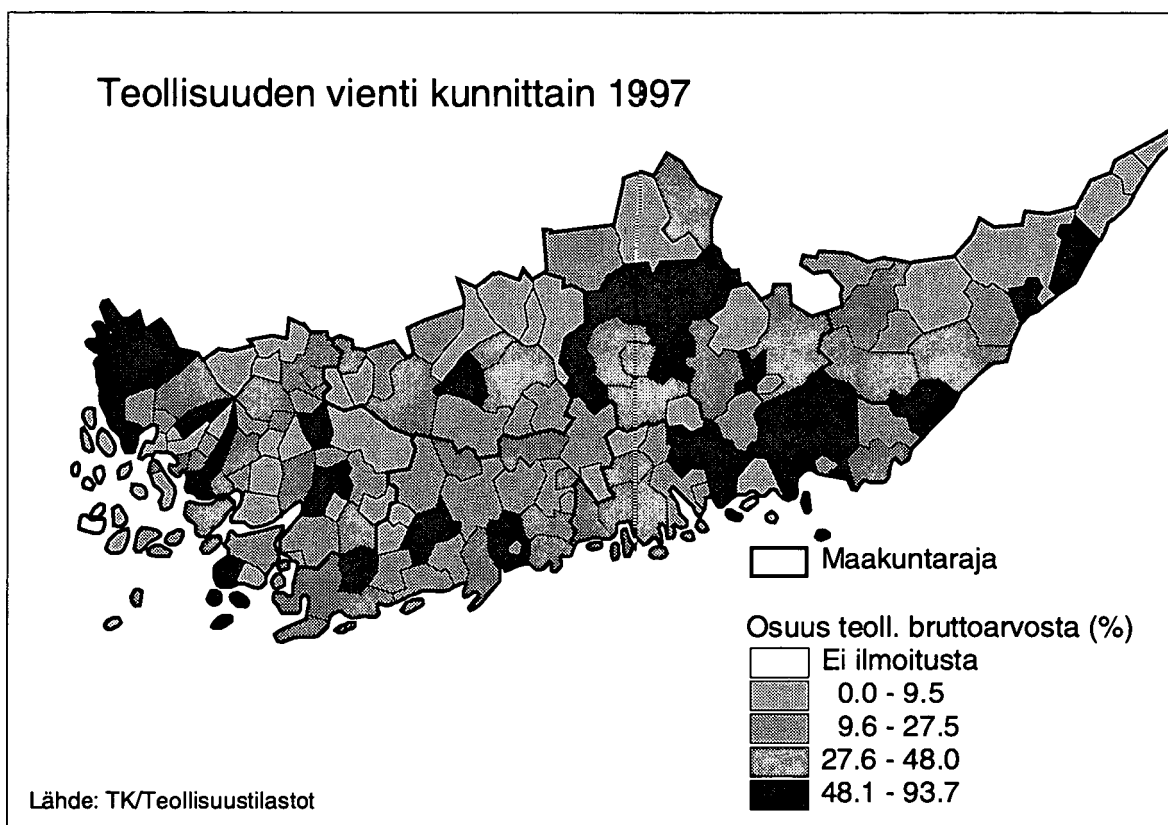 Teollisuuden vienti kunnittain 1997
Maakuntaraja
Osuus teoll. bruttoarvosta (%)
Ei ilmoitusta
0.0 - 9.5
9.6 - 27.5
27.6 - 48.0
48.1 - 93.7
Lähde: TK/Teollisuustilastot